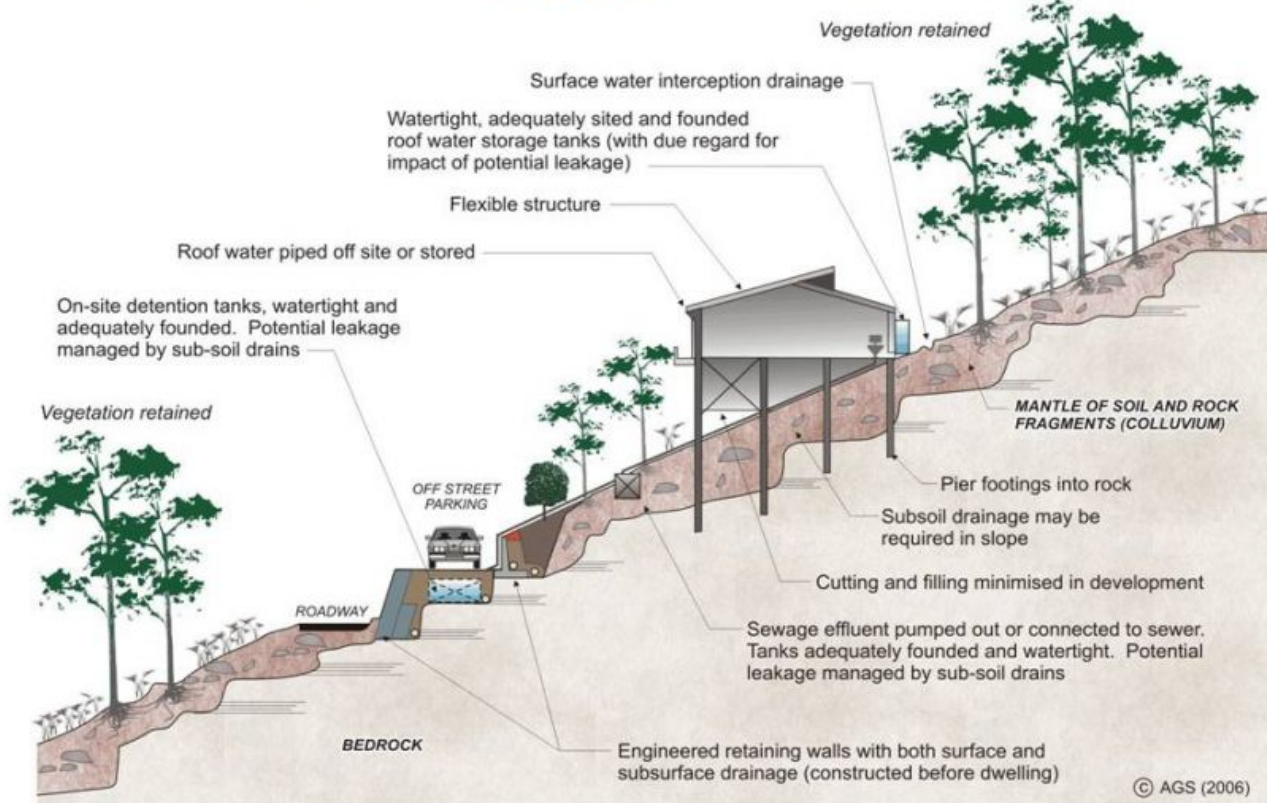 Vegetation retained
Surface water interception drainage
Watertight, adequately sited and founded
roof water storage tanks (with due regard for
impact of potential leakage)
Flexible structure
Roof water piped off site or stored
On-site detention tanks, watertight and
adequately founded. Potential leakage
managed by sub-soil drains
Vegetation retained
MANTLE OF SOIL AND ROCK
FRAGMENTS (COLLUVIUM)
OFF STREET
PARKING
Pier footings into rock
Subsoil drainage may be
required in slope
Cutting and filling minimised in development
ROADWAY
Sewage effluent pumped out or connected to sewer.
Tanks adequately founded and watertight. Potential
leakage managed by sub-soil drains
BEDROCK
Engineered retaining walls with both surface and
subsurface drainage (constructed before dwelling)
© AGS (2006)